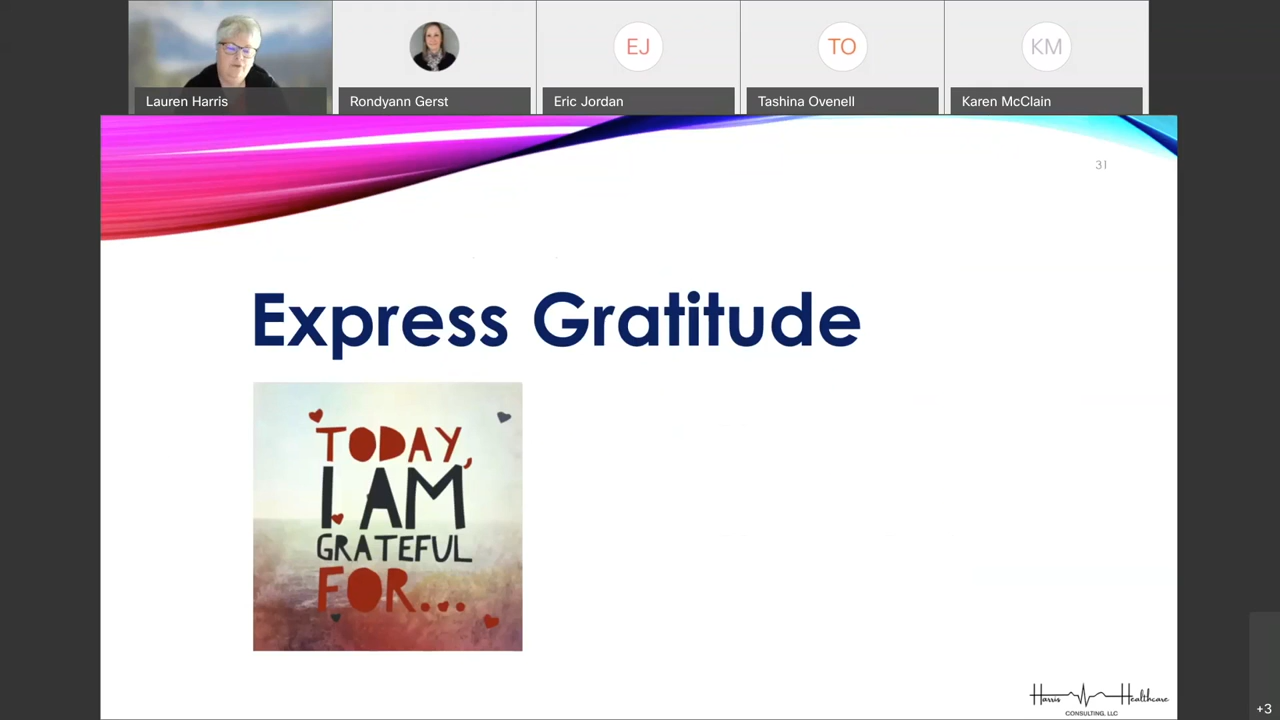 Lauren Harris
Rondyann Gerst
EJ
Eric Jordan
TO
Tashina Ovenell
KM
Karen McClain
31
Express Gratitude
TODAY,
I AM
GRATEFUL
FOR...
Harris Healthcare
CONSULTING, LLC
+3